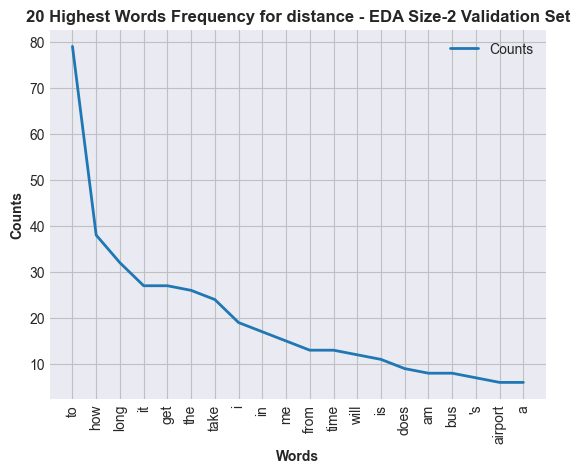 20 Highest Words Frequency for distance - EDA Size-2 Validation Set
Counts
80
70
60
50
40
30
20
10
Counts
to
how
long
it
get
the
take
i
in
me
from
time
will
is
does
am
bus
's
airport
a
Words